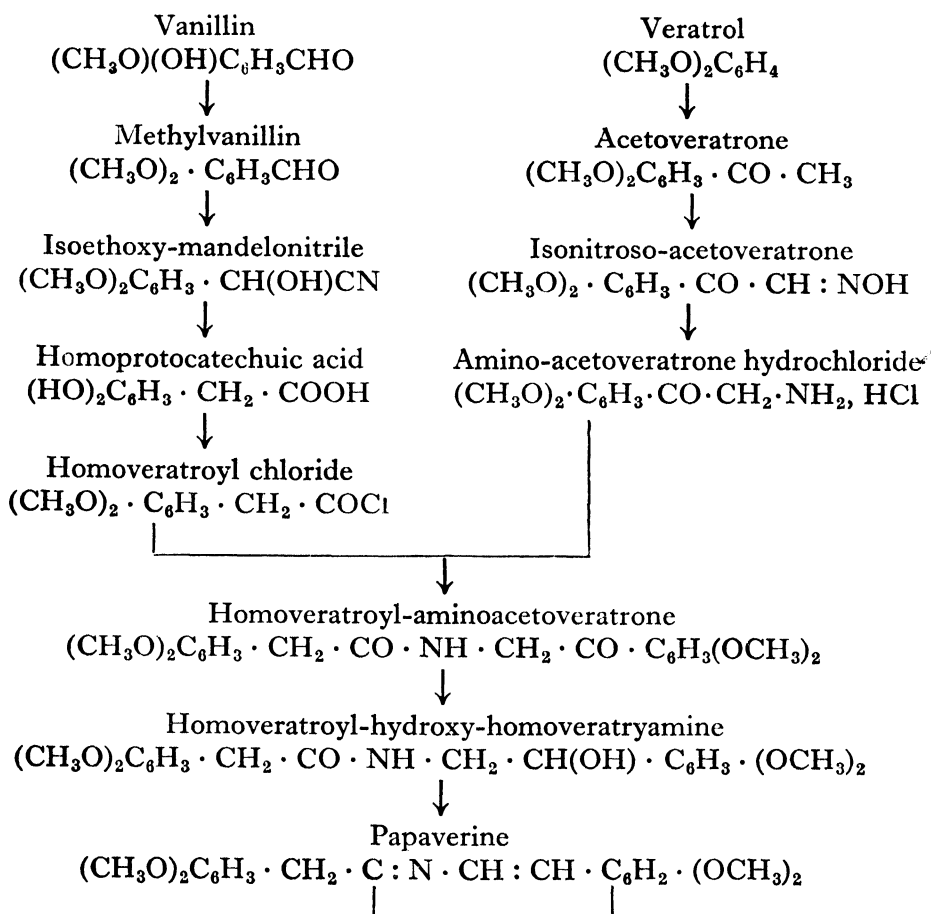 Vanillin
(CH₃O)(OH)C₆H₃CHO
Methylvanillin
(CH₃O)₂ · C₆H₃CHO
Isoethoxy-mandelonitrile
(CH₃O)₂C₆H₃ · CH(OH)CN
Homoprotocatechuic acid
(HO)₂C₆H₃ · CH₂ · COOH
Homoveratroyl chloride
(CH₃O)₂ · C₆H₃ · CH₂ · COCl
Veratrol
(CH₃O)₂C₆H₄
Acetoveratrone
(CH₃O)₂C₆H₃ · CO · CH₃
Isonitroso-acetoveratrone
(CH₃O)₂ · C₆H₃ · CO · CH : NOH
Amino-acetoveratrone hydrochloride
(CH₃O)₂·C₆H₃·CO·CH₂·NH₂, HCl
Homoveratroyl-aminoacetoveratrone
(CH₃O)₂C₆H₃ · CH₂ · CO · NH · CH₂ · CO · C₆H₃(OCH₃)₂
Homoveratroyl-hydroxy-homoveratryamine
(CH₃O)₂C₆H₃ · CH₂ · CO · NH · CH₂ · CH(OH) · C₆H₃ · (OCH₃)₂
Papaverine
(CH₃O)₂C₆H₃ · CH₂ · C : N · CH : CH · C₆H₂ · (OCH₃)₂